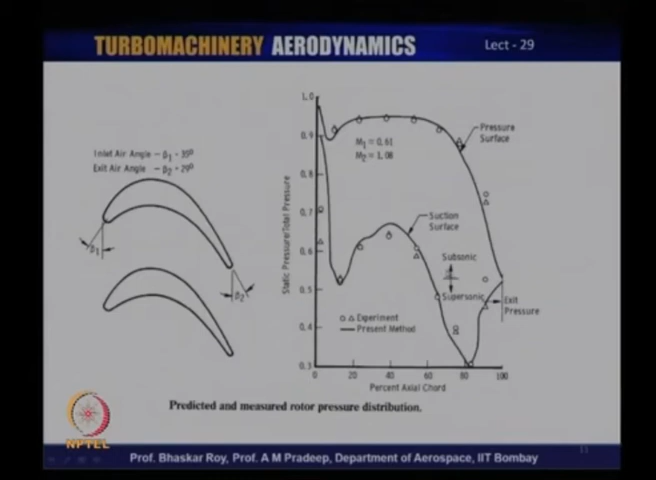 TURBOMACHINERY AERODYNAMICS
Lect - 29
Inlet Air Angle - β1 - 35°
Exit Air Angle - β2 - 29°
β1
β2
1.0
0.9
0.8
0.7
0.6
0.5
0.4
0.3
Static Pressure/Total Pressure
M1 = 0.61
M2 = 1.08
Pressure
Surface
Suction
Surface
Subsonic
Supersonic
Exit
Pressure
Experiment
Present Method
0 20 40 60 80 100
Percent Axial Chord
Predicted and measured rotor pressure distribution.
NPTEL
Prof. Bhaskar Roy, Prof. A M Pradeep, Department of Aerospace, IIT Bombay